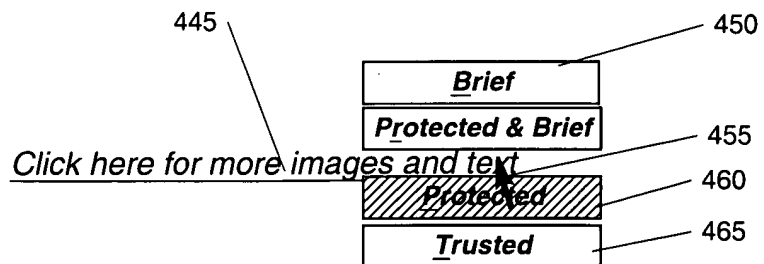 445
450
Brief
Protected & Brief
455
Click here for more images and text
Protected
460
Trusted
465